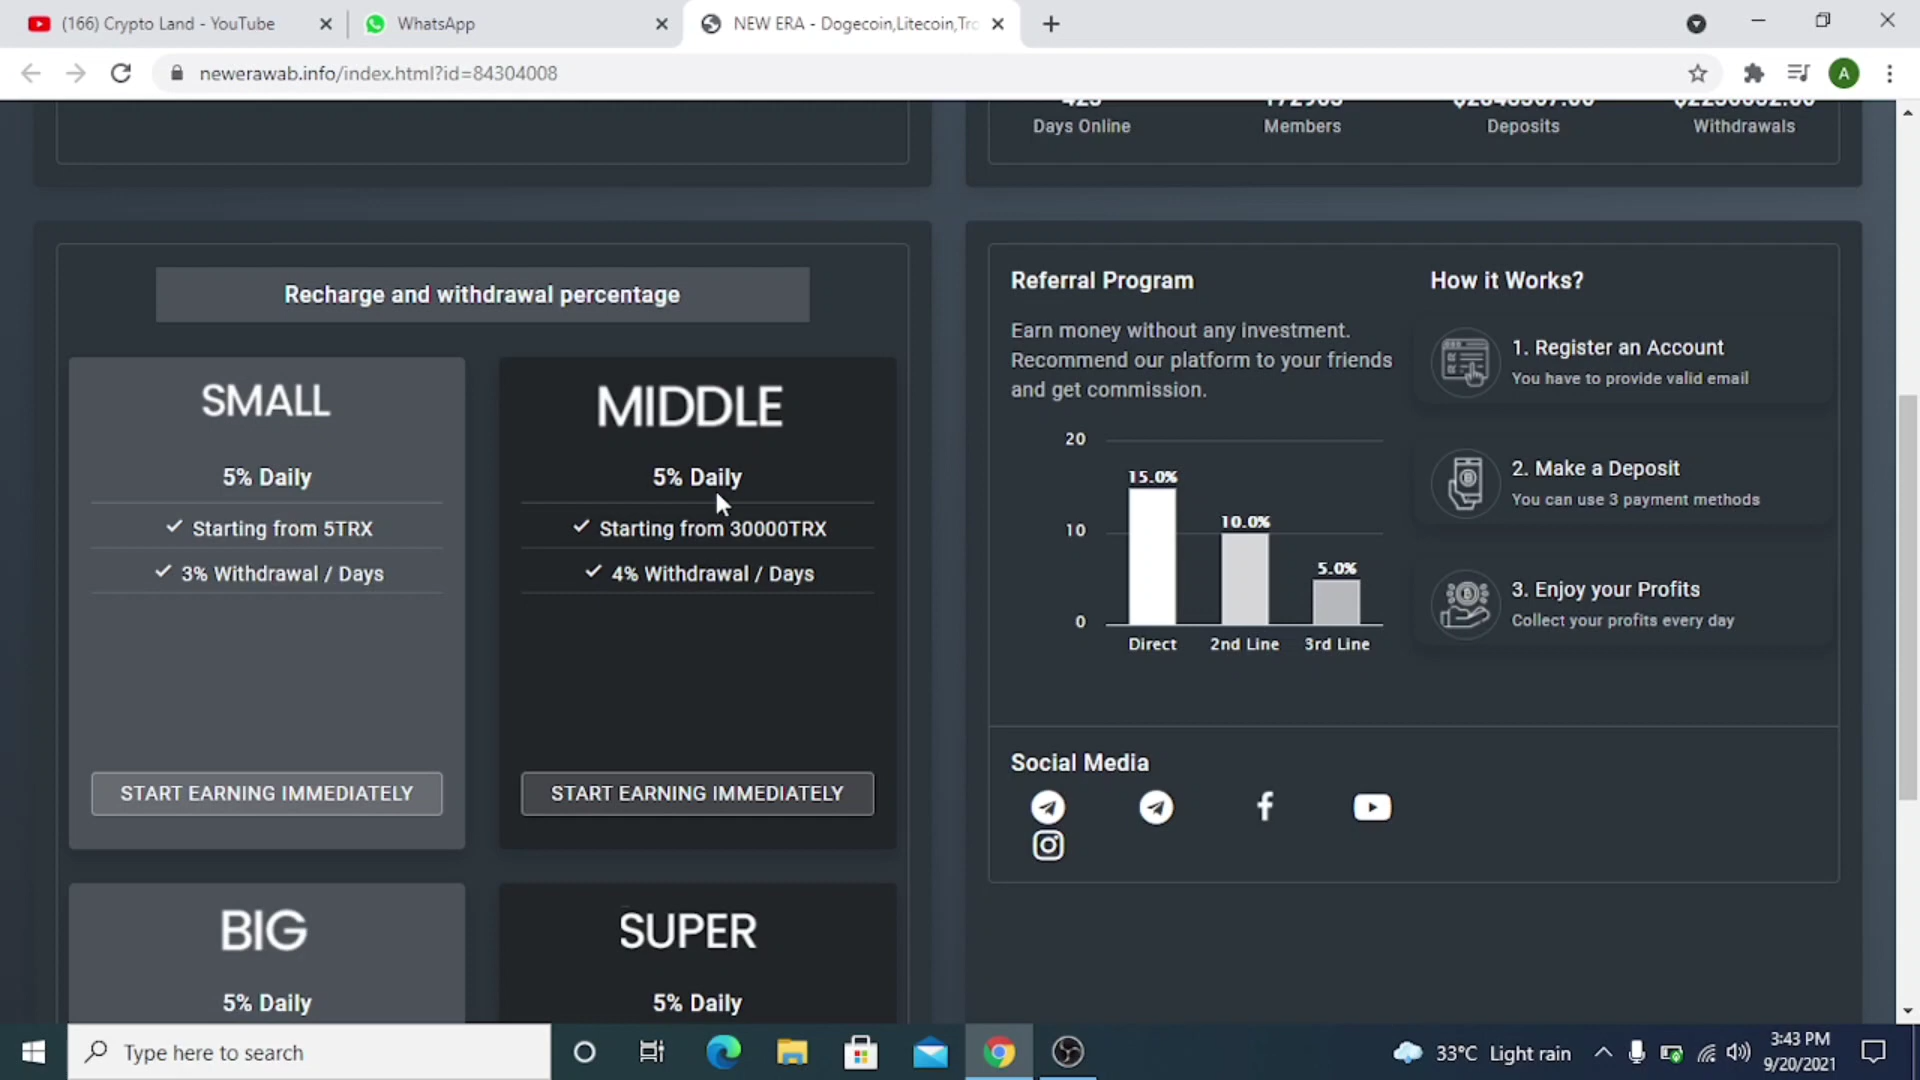 (166) Crypto Land - YouTube
WhatsApp
NEW ERA - Dogecoin,Litecoin,Tro
newerawab.info/index.html?id=84304008
A
Days Online
Members
Deposits
Withdrawals
Recharge and withdrawal percentage
SMALL
5% Daily
Starting from 5TRX
3% Withdrawal / Days
START EARNING IMMEDIATELY
MIDDLE
5% Daily
Starting from 30000TRX
4% Withdrawal / Days
START EARNING IMMEDIATELY
BIG
5% Daily
SUPER
5% Daily
Referral Program
Earn money without any investment.
Recommend our platform to your friends
and get commission.
20
10
0
15.0%
10.0%
5.0%
Direct
2nd Line
3rd Line
How it Works?
1. Register an Account
You have to provide valid email
2. Make a Deposit
You can use 3 payment methods
3. Enjoy your Profits
Collect your profits every day
Social Media
Type here to search
33°C Light rain
3:43 PM
9/20/2021